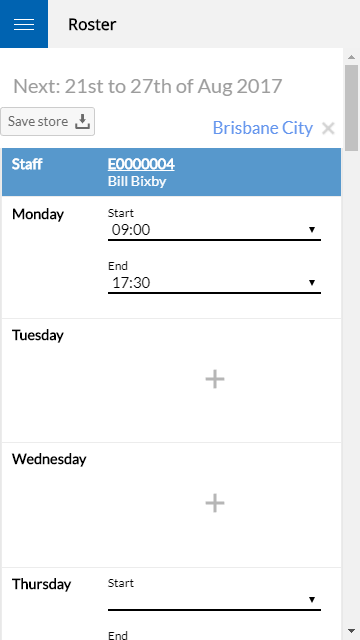 Roster
Next: 21st to 27th of Aug 2017
Save store
Brisbane City
Staff
E0000004
Bill Bixby
Monday
Start
09:00
End
17:30
Tuesday
Wednesday
Thursday
Start
End